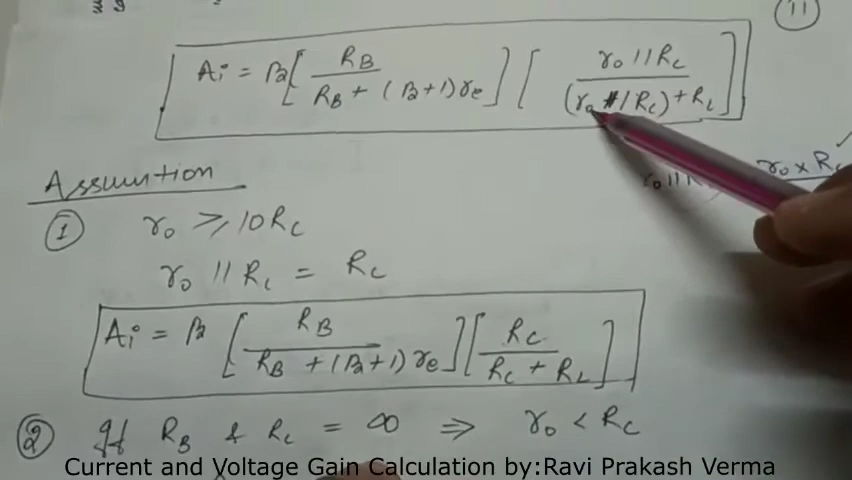 11
Ai = β [ RB / RB + (β+1)re ] [ ro || Rc / (ro || Rc) + RL ]
Assumtion
ro × Rc
① ro ⩾ 10Rc
ro || Rc = Rc
Ai = β [ RB / RB + (β+1) re ] [ Rc / Rc + RL ]
② If RB & Rc = ∞ ⇒ ro < Rc
Current and Voltage Gain Calculation by:Ravi Prakash Verma